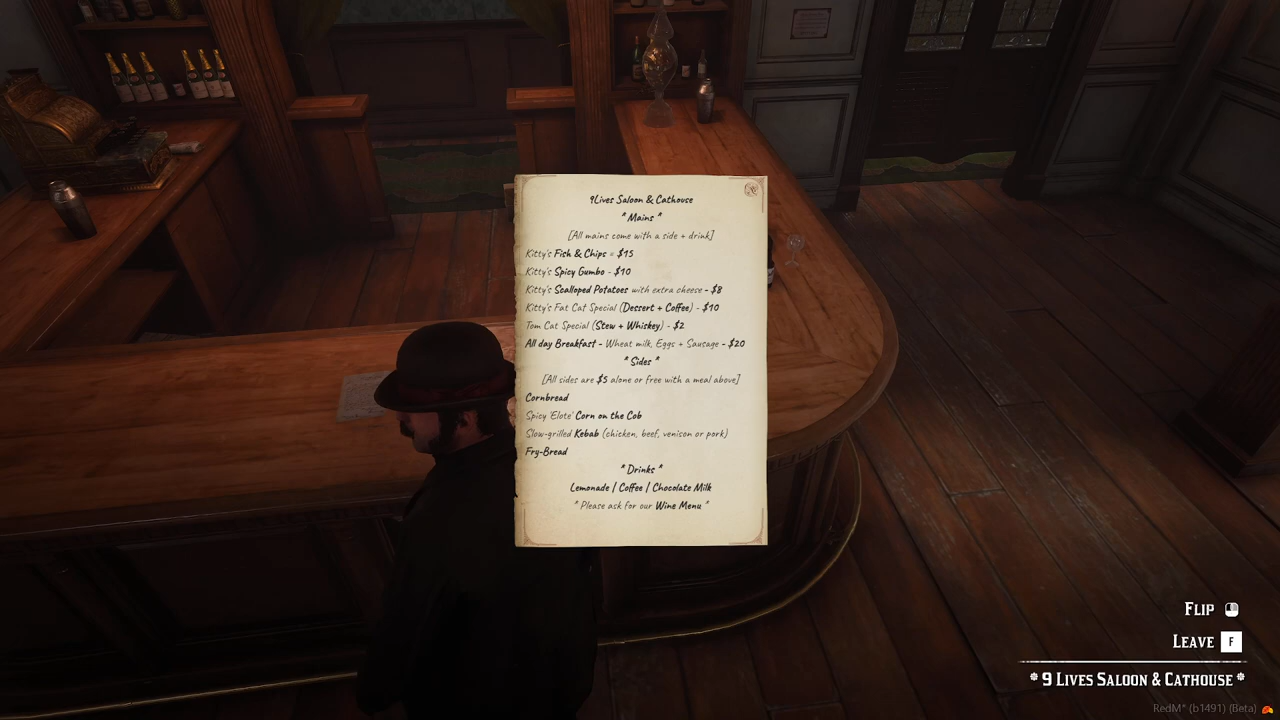 9Lives Saloon & Cathouse
* Mains *
[All mains come with a side + drink]
Kitty's Fish & Chips = $15
Kitty's Spicy Gumbo - $10
Kitty's Scalloped Potatoes with extra cheese - $8
Kitty's Fat Cat Special (Dessert + Coffee) - $10
Tom Cat Special (Stew + Whiskey) - $2
All day Breakfast - Wheat milk, Eggs + Sausage - $20
* Sides *
[All sides are $5 alone or free with a meal above]
Cornbread
Spicy 'Elote' Corn on the Cob
Slow-grilled Kebab (chicken, beef, venison or pork)
Fry-Bread
* Drinks *
Lemonade | Coffee | Chocolate Milk
* Please ask for our Wine Menu *
Flip
Leave F
* 9 Lives Saloon & Cathouse *
RedM* (b1491) (Beta)